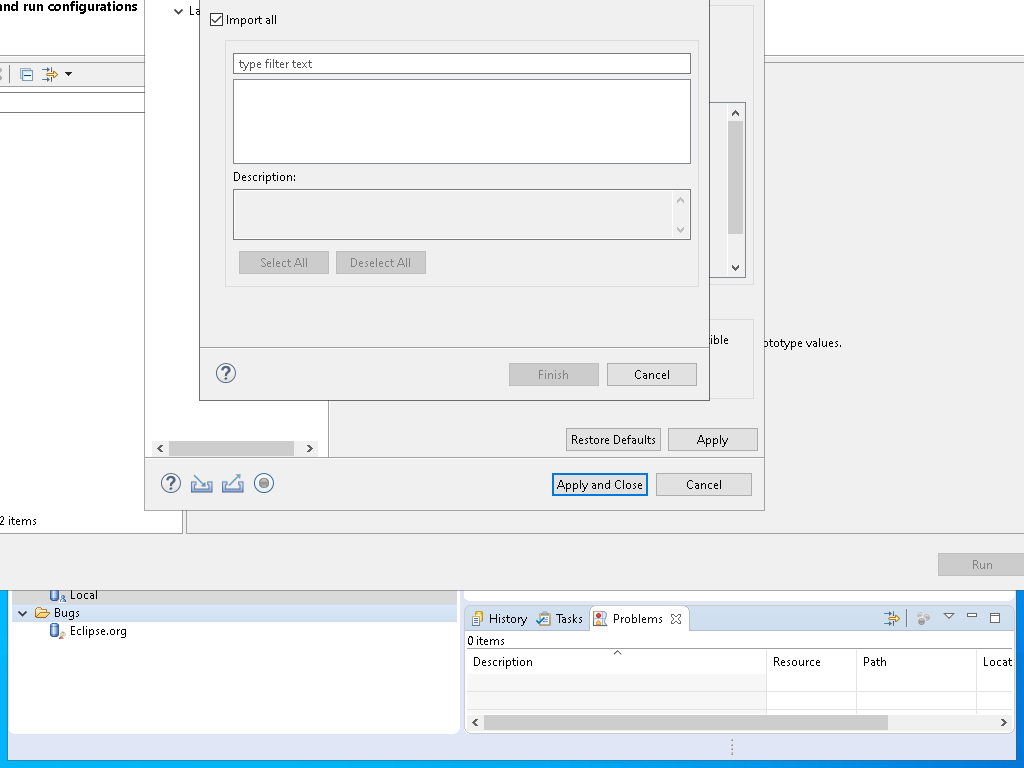 and run configurations
Import all
type filter text
Description:
Select All
Deselect All
ible
ototype values.
Finish
Cancel
Restore Defaults
Apply
Apply and Close
Cancel
2 items
Run
Local
Bugs
Eclipse.org
History
Tasks
Problems
0 items
Description
Resource
Path
Locat